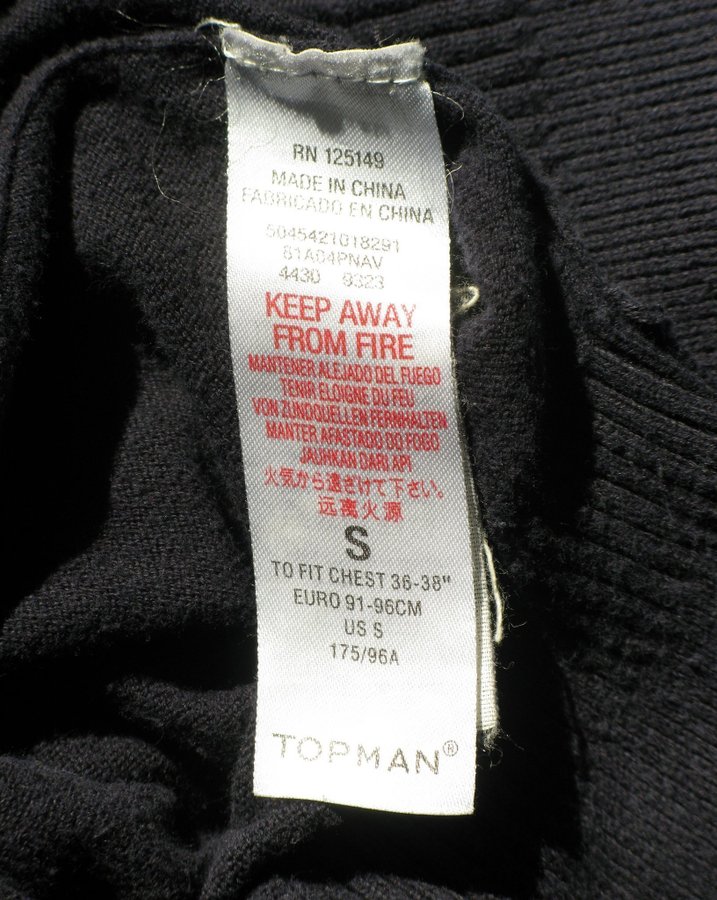 RN 125149
MADE IN CHINA
FABRICADO EN CHINA
5045421018291
81A04PNAV
4430 9323
KEEP AWAY
FROM FIRE
MANTENER ALEJADO DEL FUEGO
TENIR ELOIGNE DU FEU
VON ZUNDQUELLEN FERNHALTEN
MANTER AFASTADO DO FOGO
JAUHKAN DARI API
火気から遠ざけて下さい。
远离火源
S
TO FIT CHEST 36-38"
EURO 91-96CM
US S
175/96A
TOPMAN®